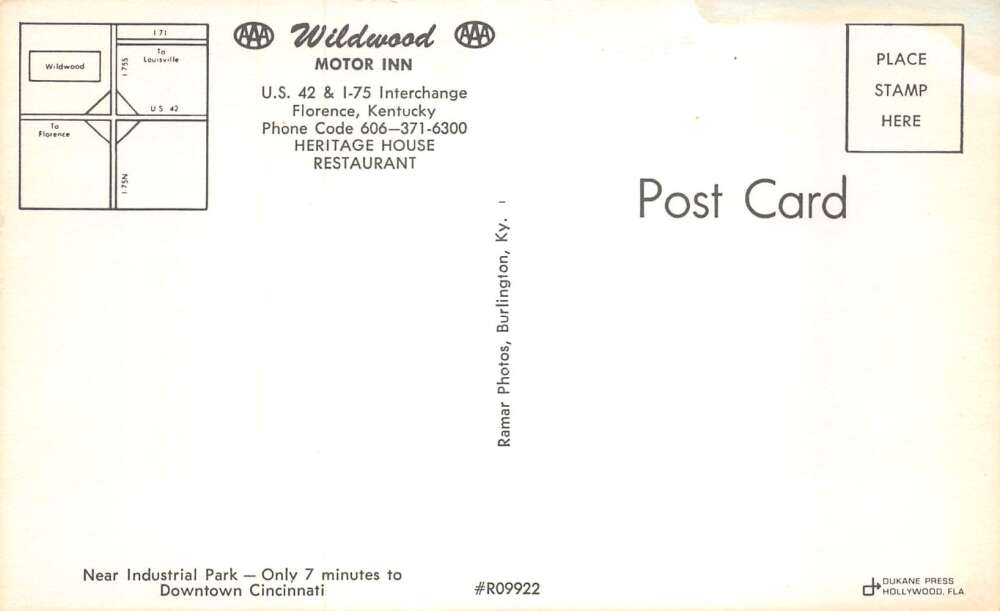 I 71
To
Louisville
I-75S
Wildwood
U S 42
To
Florence
I-75N
AAA Wildwood AAA
MOTOR INN
U.S. 42 & I-75 Interchange
Florence, Kentucky
Phone Code 606—371-6300
HERITAGE HOUSE
RESTAURANT
PLACE
STAMP
HERE
Post Card
Ramar Photos, Burlington, Ky.
Near Industrial Park — Only 7 minutes to
Downtown Cincinnati
#R09922
DUKANE PRESS
HOLLYWOOD, FLA